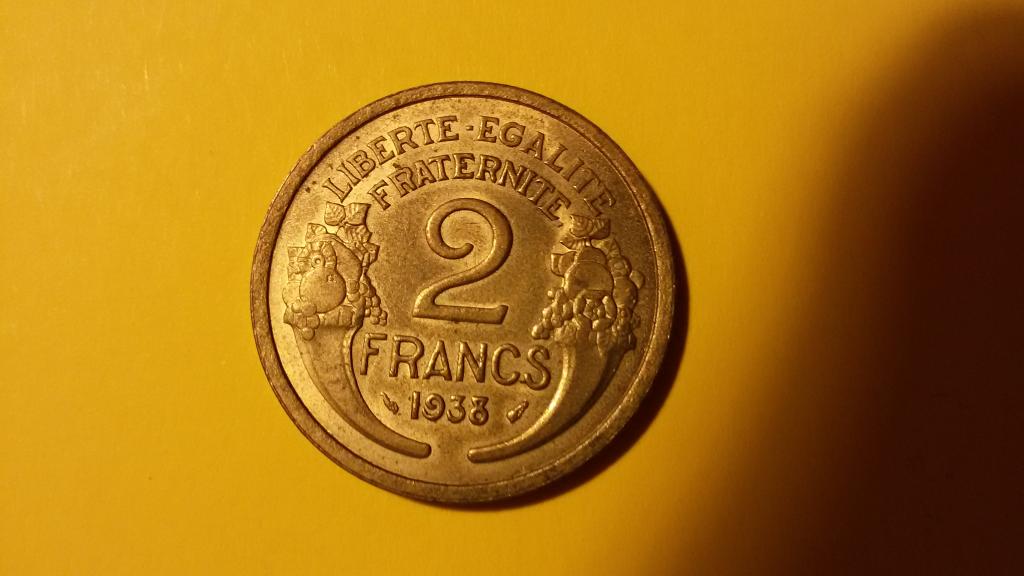 LIBERTE-EGALITE
FRATERNITE
2
FRANCS
1938